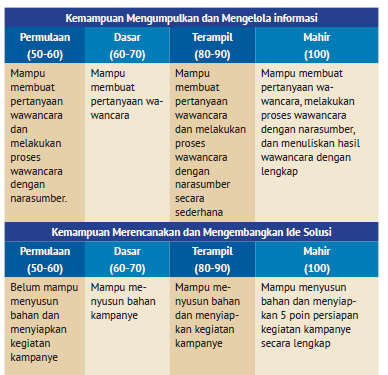 Kemampuan Mengumpulkan dan Mengelola informasi
Permulaan
(50-60)
Dasar
(60-70)
Terampil
(80-90)
Mahir
(100)
Mampu
membuat
pertanyaan
wawancara
dan
melakukan
proses
wawancara
dengan
narasumber.
Mampu
membuat
pertanyaan wa-
wancara
Mampu
membuat
pertanyaan
wawancara
dan melakukan
proses
wawancara
dengan
narasumber
secara
sederhana
Mampu membuat
pertanyaan wa-
wancara, melakukan
proses wawancara
dengan narasumber,
dan menuliskan hasil
wawancara dengan
lengkap
Kemampuan Merencanakan dan Mengembangkan Ide Solusi
Permulaan
(50-60)
Dasar
(60-70)
Terampil
(80-90)
Mahir
(100)
Belum mampu
menyusun
bahan dan
menyiapkan
kegiatan
kampanye
Mampu me-
nyusun bahan
kampanye
Mampu me-
nyusun bahan
dan menyiap-
kan kegiatan
kampanye
Mampu menyusun
bahan dan menyiap-
kan 5 poin persiapan
kegiatan kampanye
secara lengkap